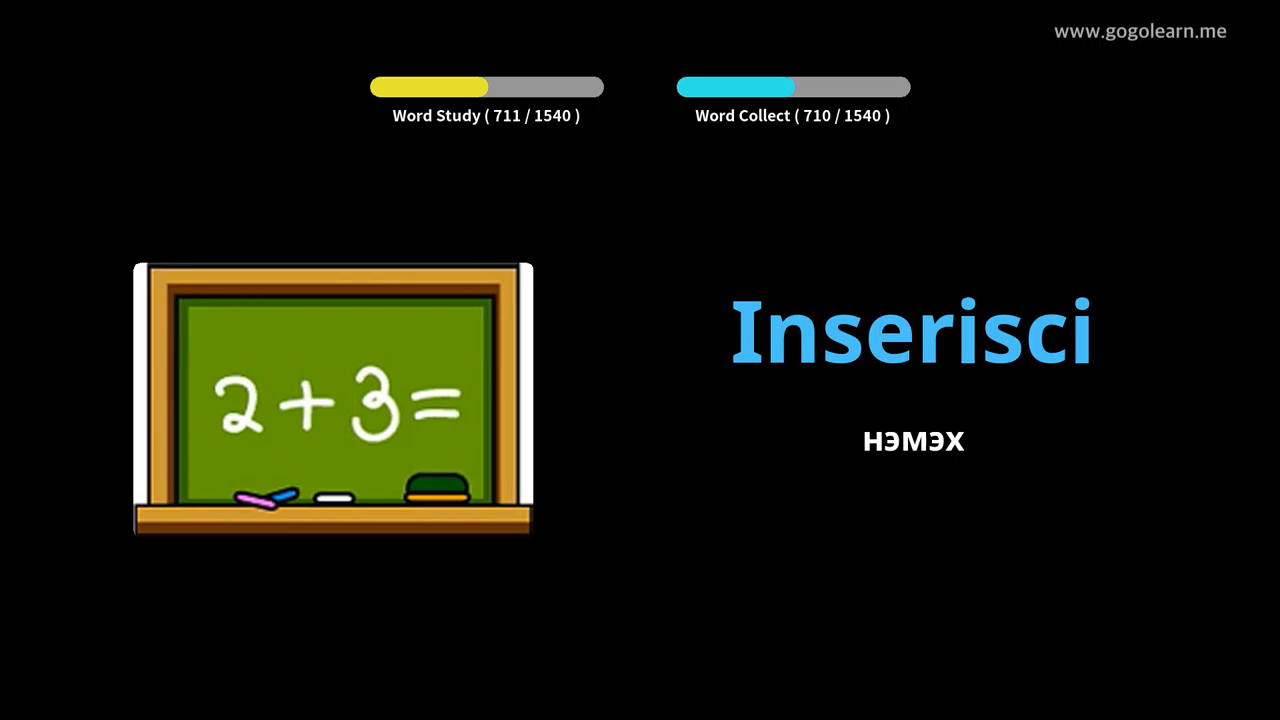 www.gogolearn.me
Word Study ( 711 / 1540 )
Word Collect ( 710 / 1540 )
2 + 3 =
Inserisci
нэмэх